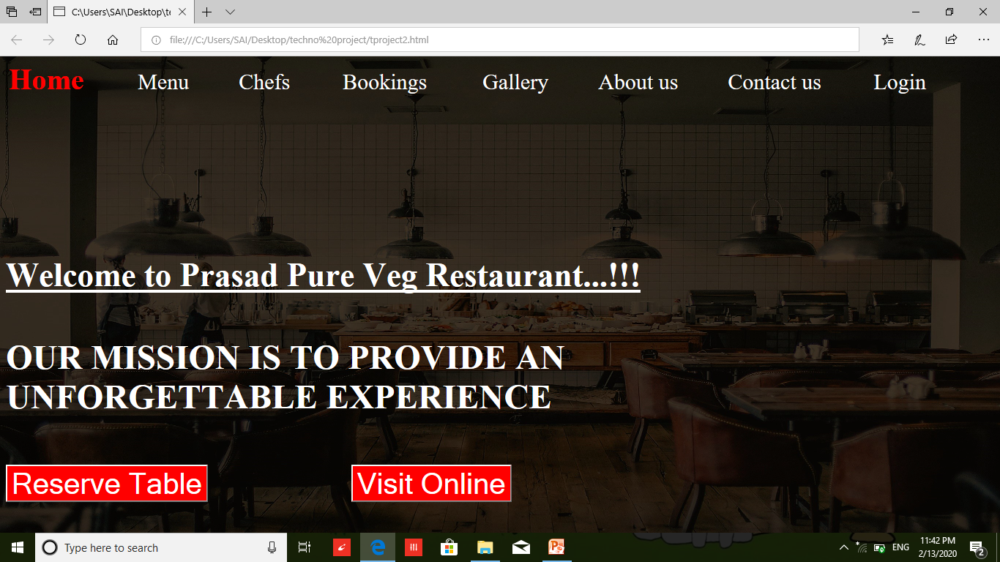 C:\Users\SAI\Desktop\te
file:///C:/Users/SAI/Desktop/techno%20project/tproject2.html
Home Menu Chefs Bookings Gallery About us Contact us Login
Welcome to Prasad Pure Veg Restaurant...!!!
OUR MISSION IS TO PROVIDE AN
UNFORGETTABLE EXPERIENCE
Reserve Table Visit Online
Type here to search
ENG
11:42 PM
2/13/2020
2